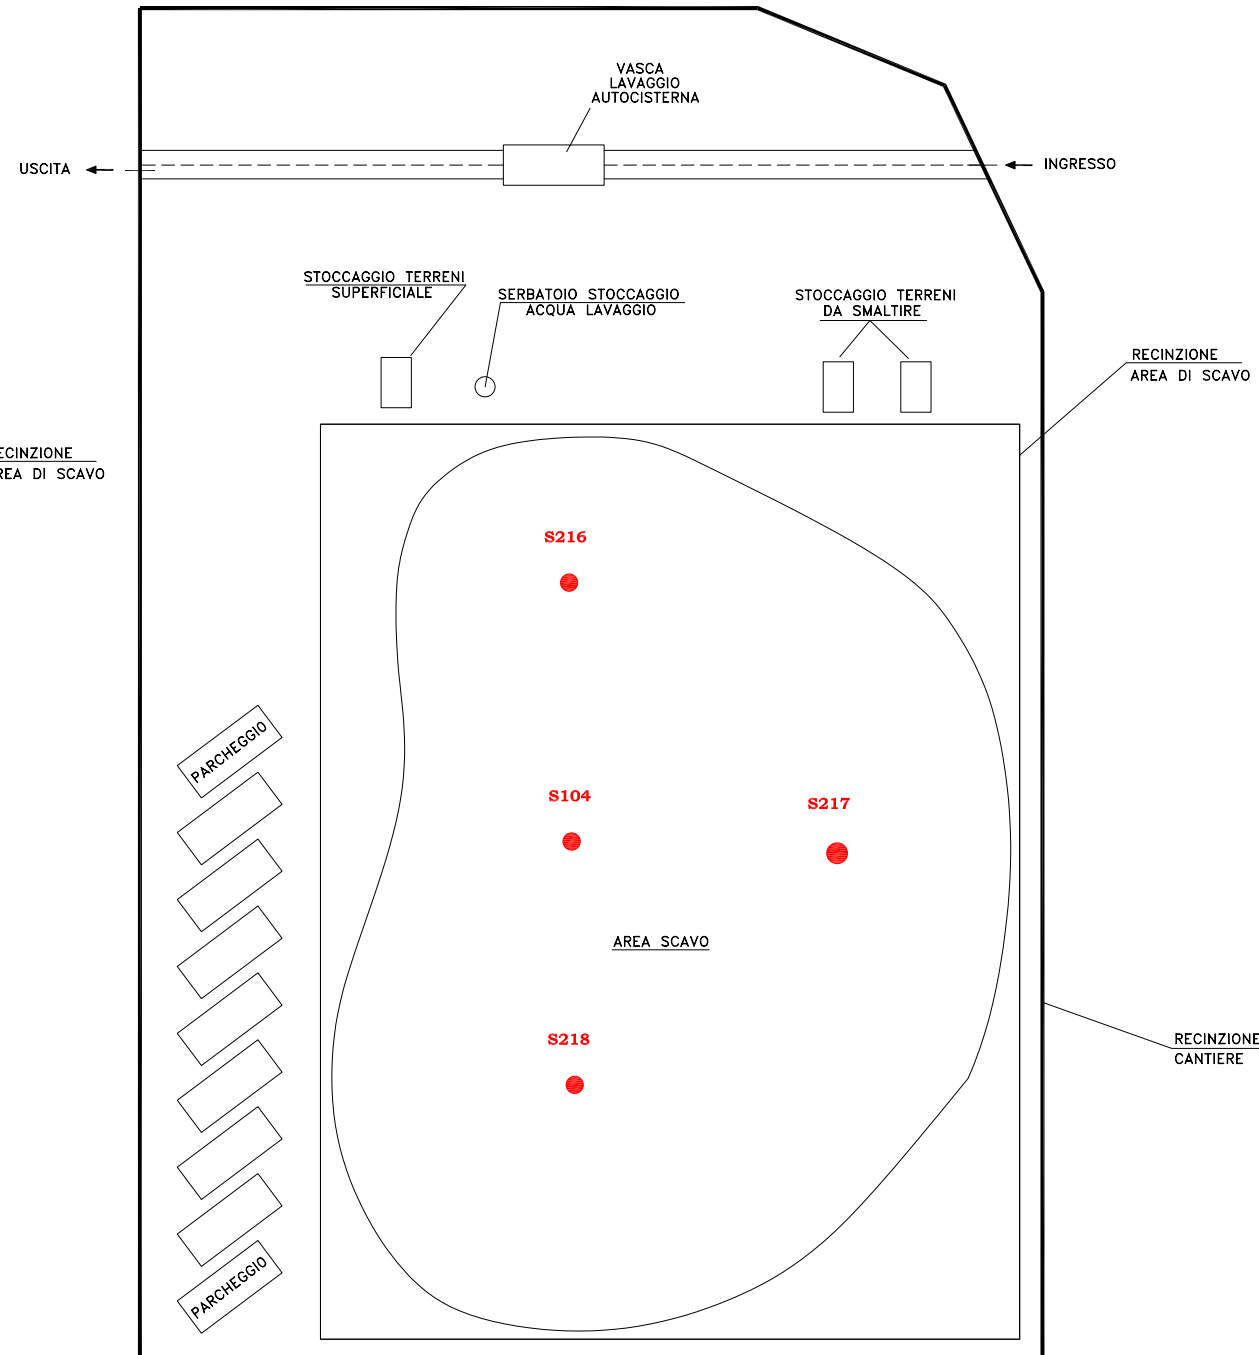 VASCA
LAVAGGIO
AUTOCISTERNA
USCITA
INGRESSO
STOCCAGGIO TERRENI
SUPERFICIALE
SERBATOIO STOCCAGGIO
ACQUA LAVAGGIO
STOCCAGGIO TERRENI
DA SMALTIRE
RECINZIONE
AREA DI SCAVO
ECINZIONE
REA DI SCAVO
S216
PARCHEGGIO
S104
S217
AREA SCAVO
S218
RECINZIONE
CANTIERE
PARCHEGGIO